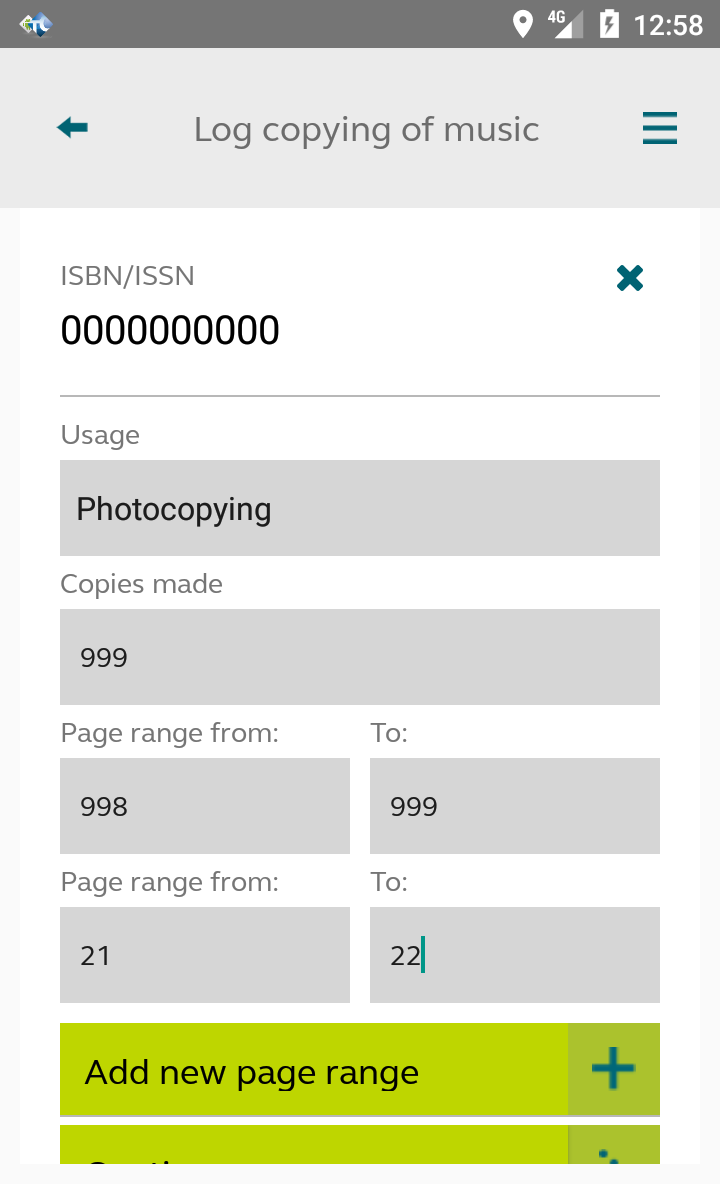 4G 12:58
Log copying of music
ISBN/ISSN
0000000000
Usage
Photocopying
Copies made
999
Page range from: To:
998 999
Page range from: To:
21 22
Add new page range